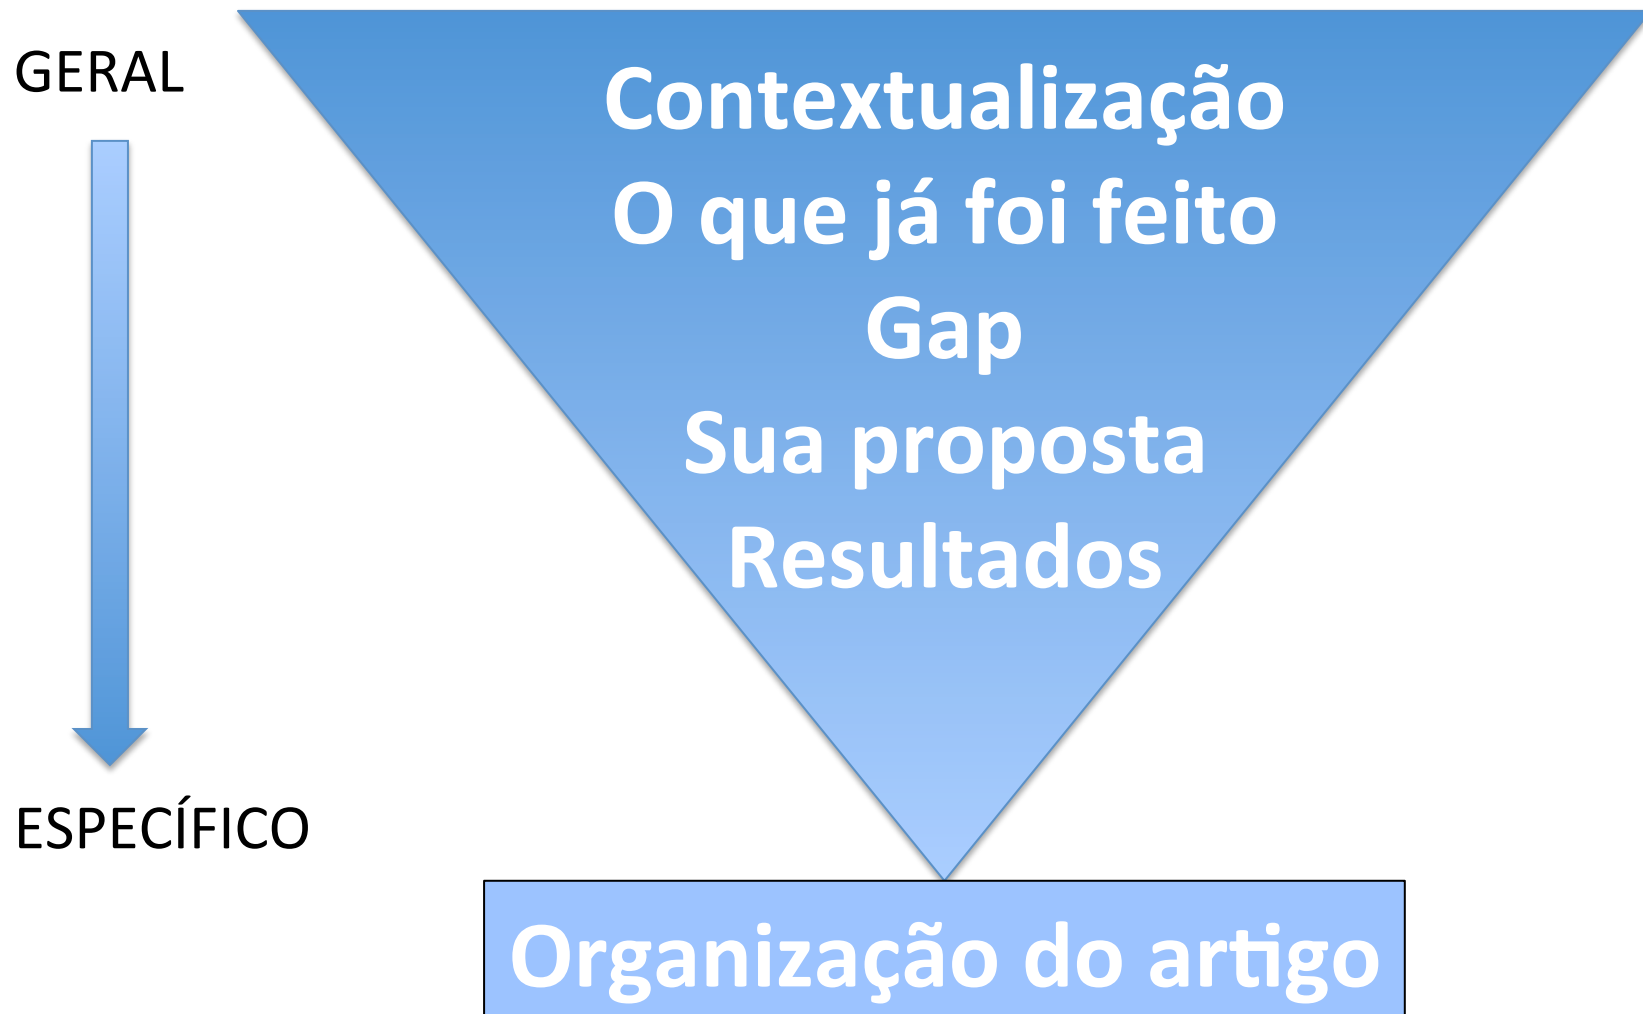 GERAL
Contextualização
O que já foi feito
Gap
Sua proposta
Resultados
ESPECÍFICO
Organização do artigo